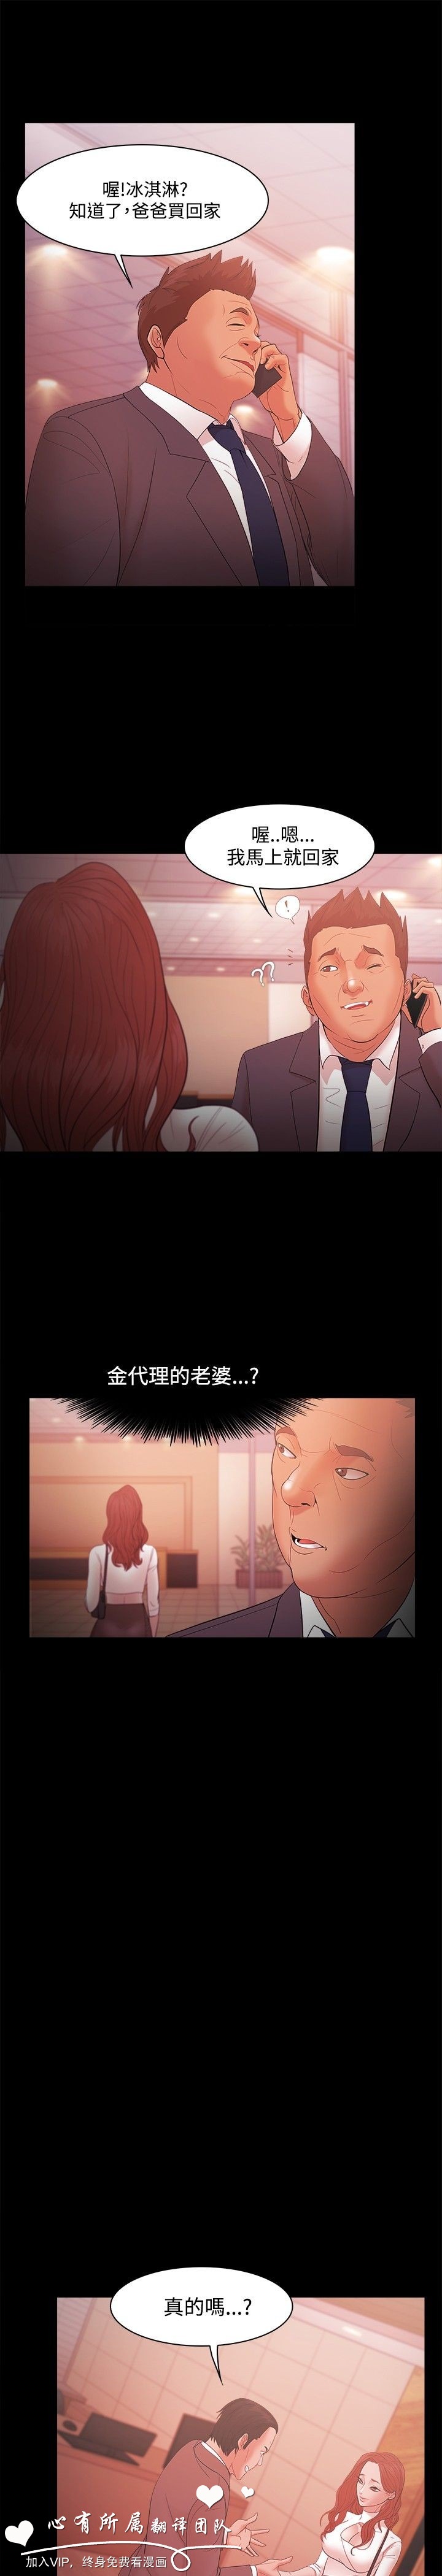 喔!冰淇淋?
知道了,爸爸買回家
喔..嗯...
我馬上就回家
!
??
金代理的老婆...?
真的嗎...?
心有所属翻译团队
加入VIP，终身免费看漫画